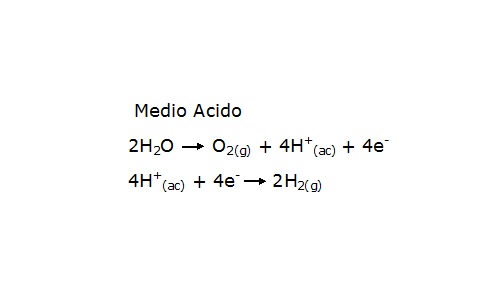 Medio Acido
2H₂O → O₂(g) + 4H⁺(ac) + 4e⁻
4H⁺(ac) + 4e⁻ → 2H₂(g)